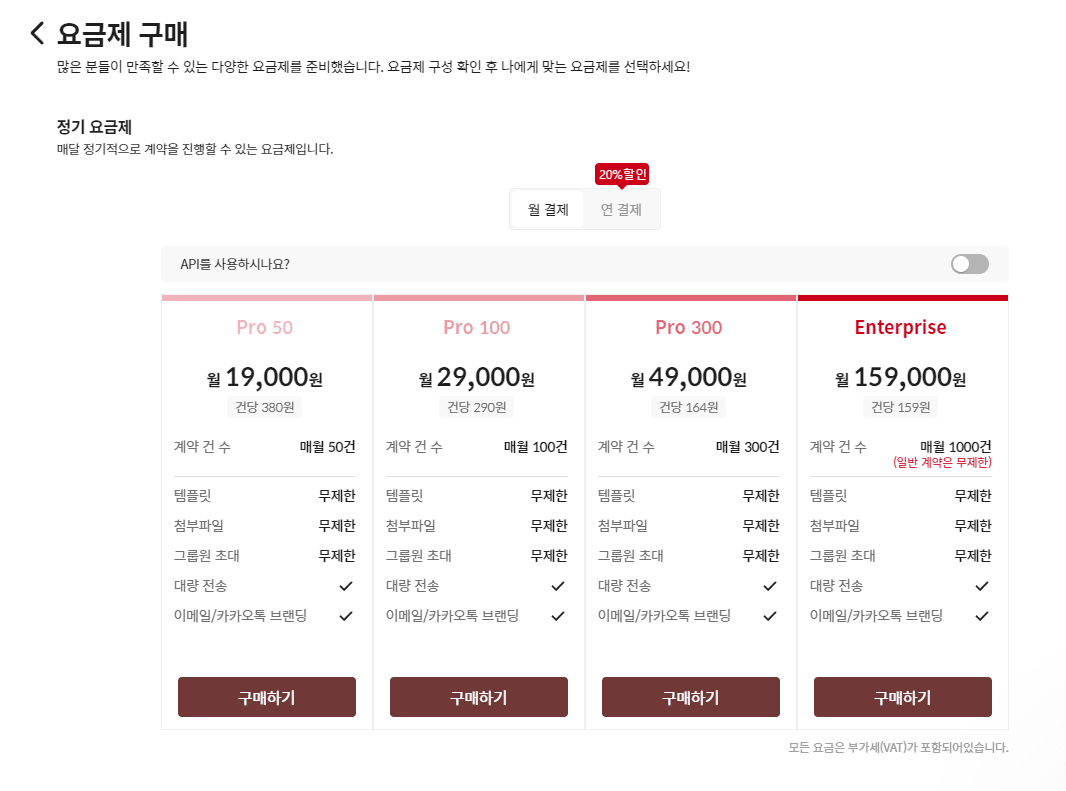 요금제 구매
많은 분들이 만족할 수 있는 다양한 요금제를 준비했습니다. 요금제 구성 확인 후 나에게 맞는 요금제를 선택하세요!
정기 요금제
매달 정기적으로 계약을 진행할 수 있는 요금제입니다.
20%할인
월 결제 연 결제
API를 사용하시나요?
Pro 50
월 19,000원
건당 380원
계약 건 수 매월 50건
템플릿 무제한
첨부파일 무제한
그룹원 초대 무제한
대량 전송
이메일/카카오톡 브랜딩
구매하기
Pro 100
월 29,000원
건당 290원
계약 건 수 매월 100건
템플릿 무제한
첨부파일 무제한
그룹원 초대 무제한
대량 전송
이메일/카카오톡 브랜딩
구매하기
Pro 300
월 49,000원
건당 164원
계약 건 수 매월 300건
템플릿 무제한
첨부파일 무제한
그룹원 초대 무제한
대량 전송
이메일/카카오톡 브랜딩
구매하기
Enterprise
월 159,000원
건당 159원
계약 건 수 매월 1000건
(일반 계약은 무제한)
템플릿 무제한
첨부파일 무제한
그룹원 초대 무제한
대량 전송
이메일/카카오톡 브랜딩
구매하기
모든 요금은 부가세(VAT)가 포함되어있습니다.